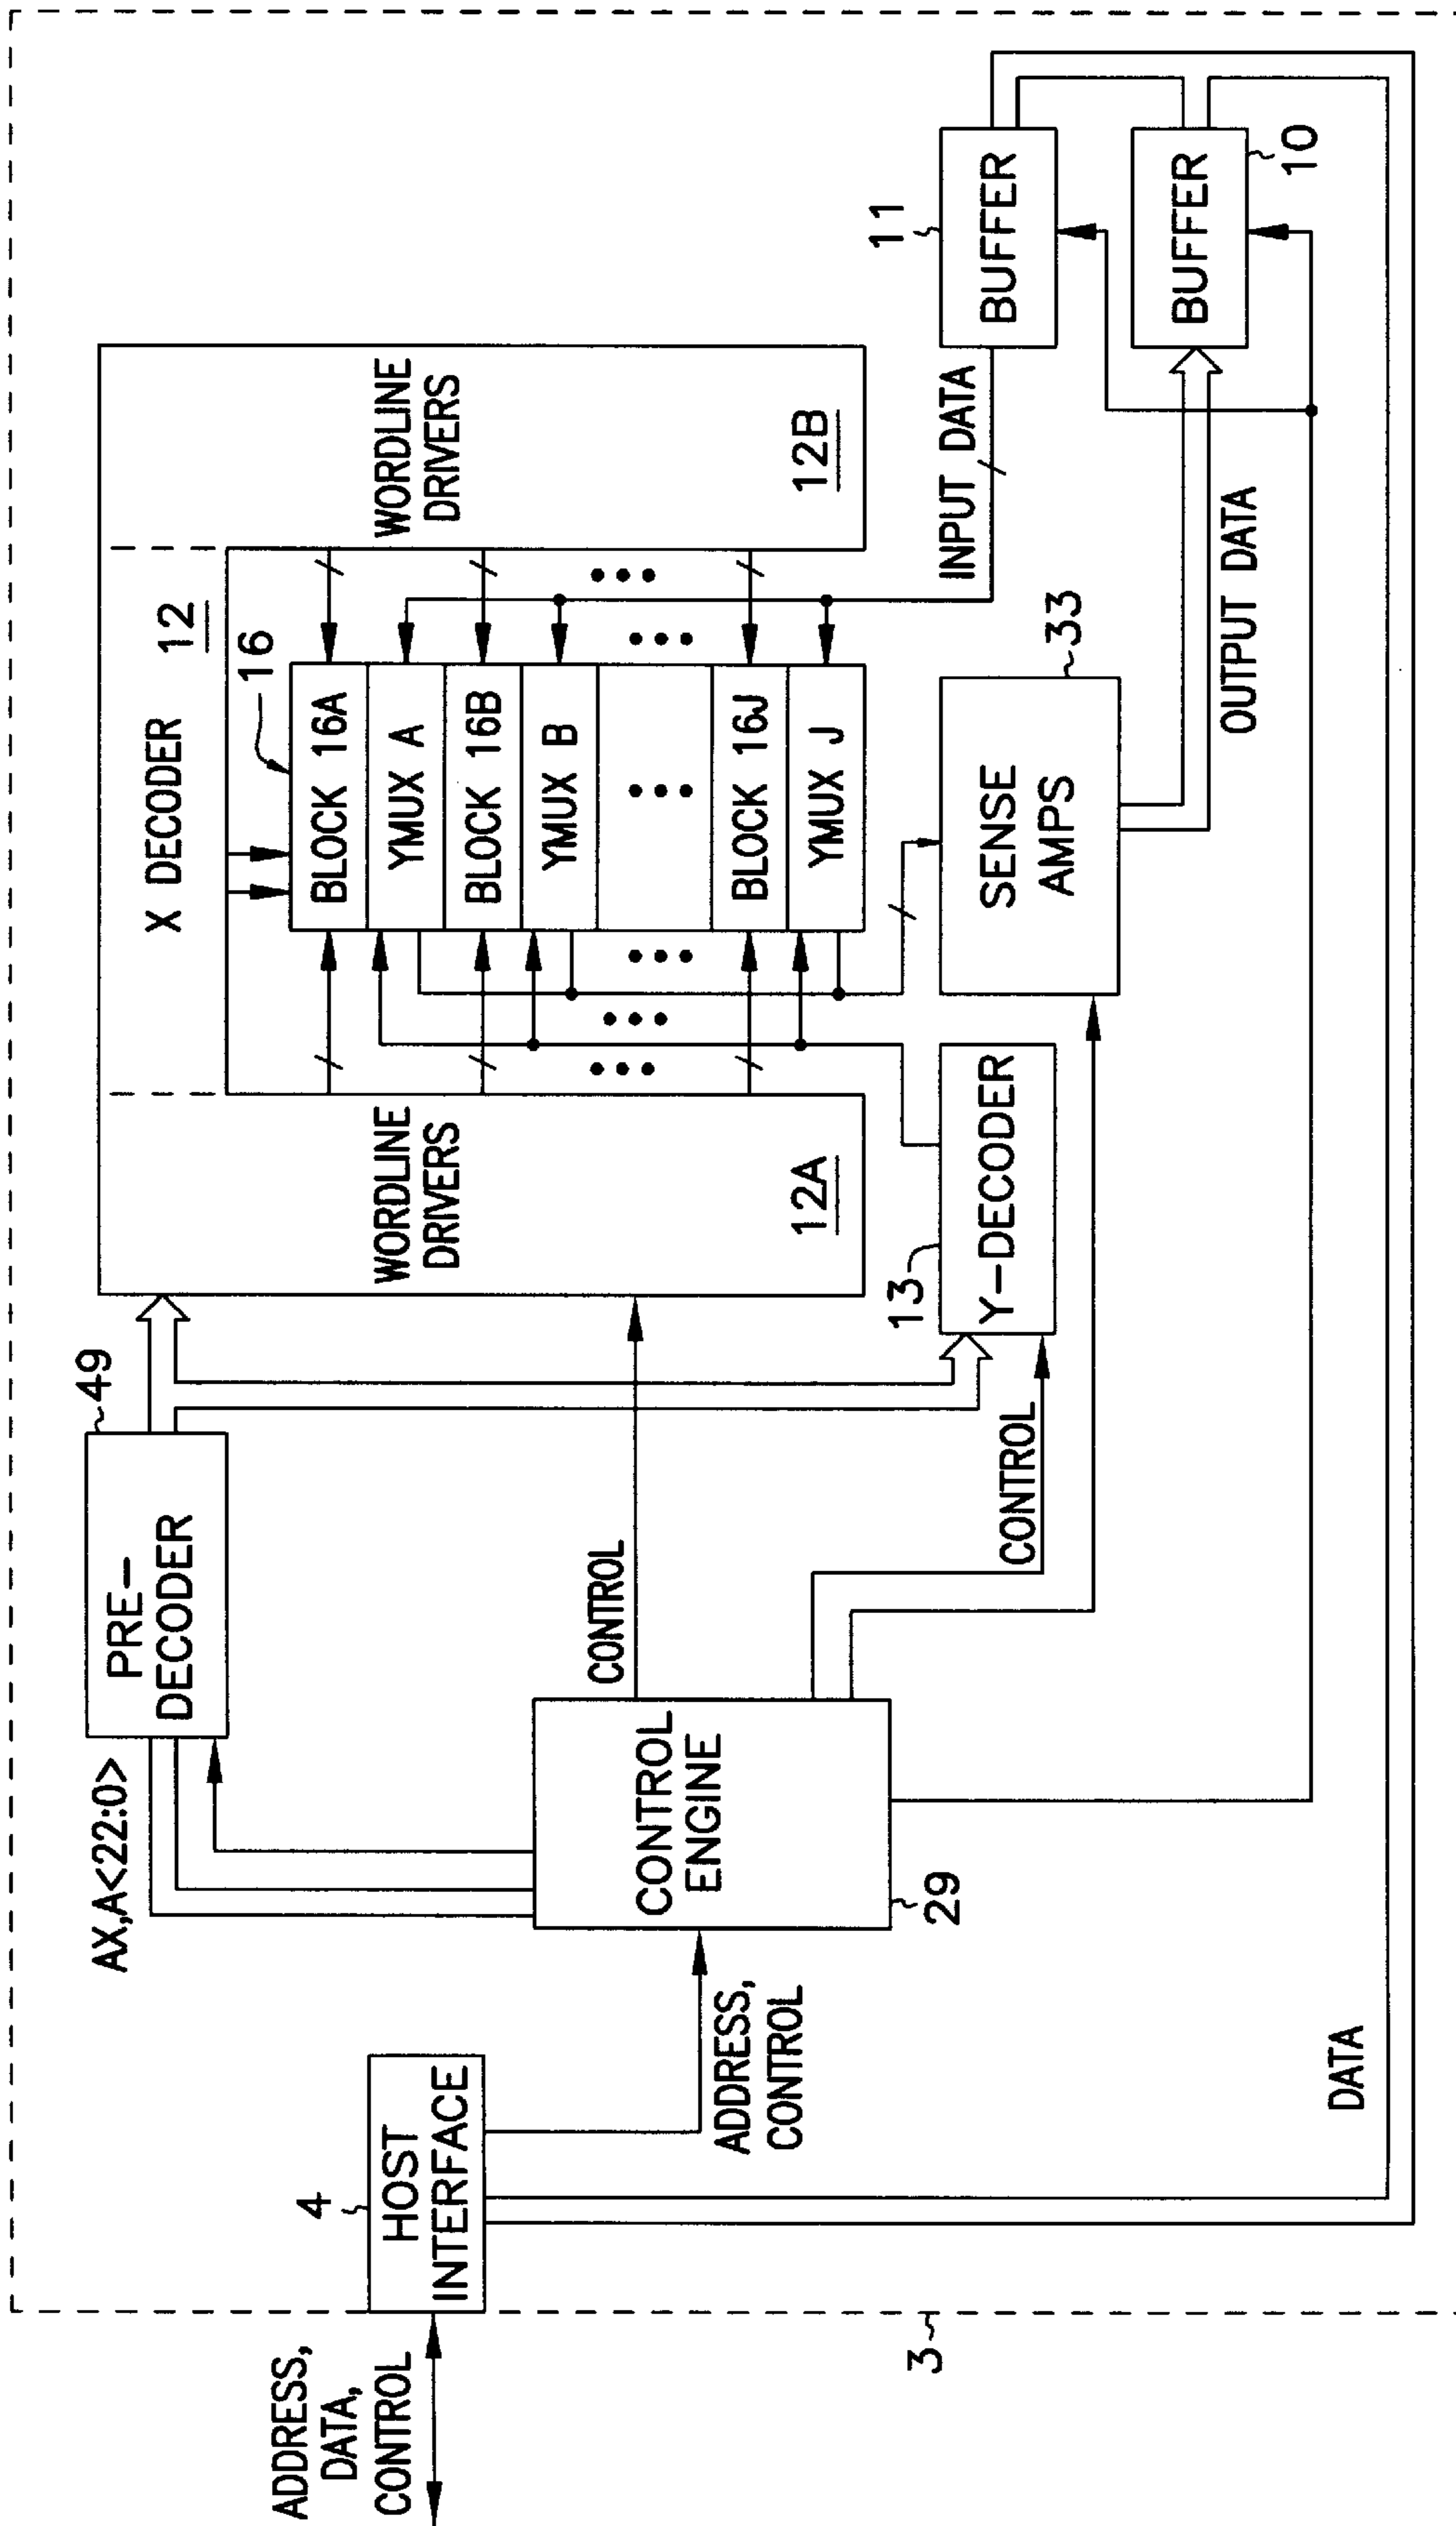 ADDRESS,
DATA,
CONTROL
3
4
HOST
INTERFACE
ADDRESS,
CONTROL
DATA
AX,A<22:0>
PRE-
DECODER
49
CONTROL
ENGINE
29
CONTROL
CONTROL
WORDLINE
DRIVERS
12A
X DECODER
12
16
BLOCK 16A
YMUX A
BLOCK 16B
YMUX B
BLOCK 16J
YMUX J
WORDLINE
DRIVERS
12B
13
Y-DECODER
SENSE
AMPS
33
INPUT DATA
OUTPUT DATA
11
BUFFER
BUFFER
10